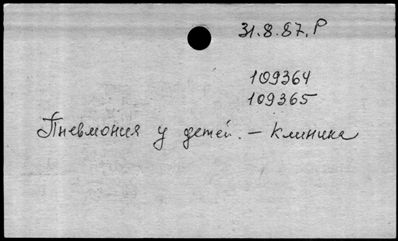 31.8.87.P
109364
109365
Пневмония у детей. – Клиника